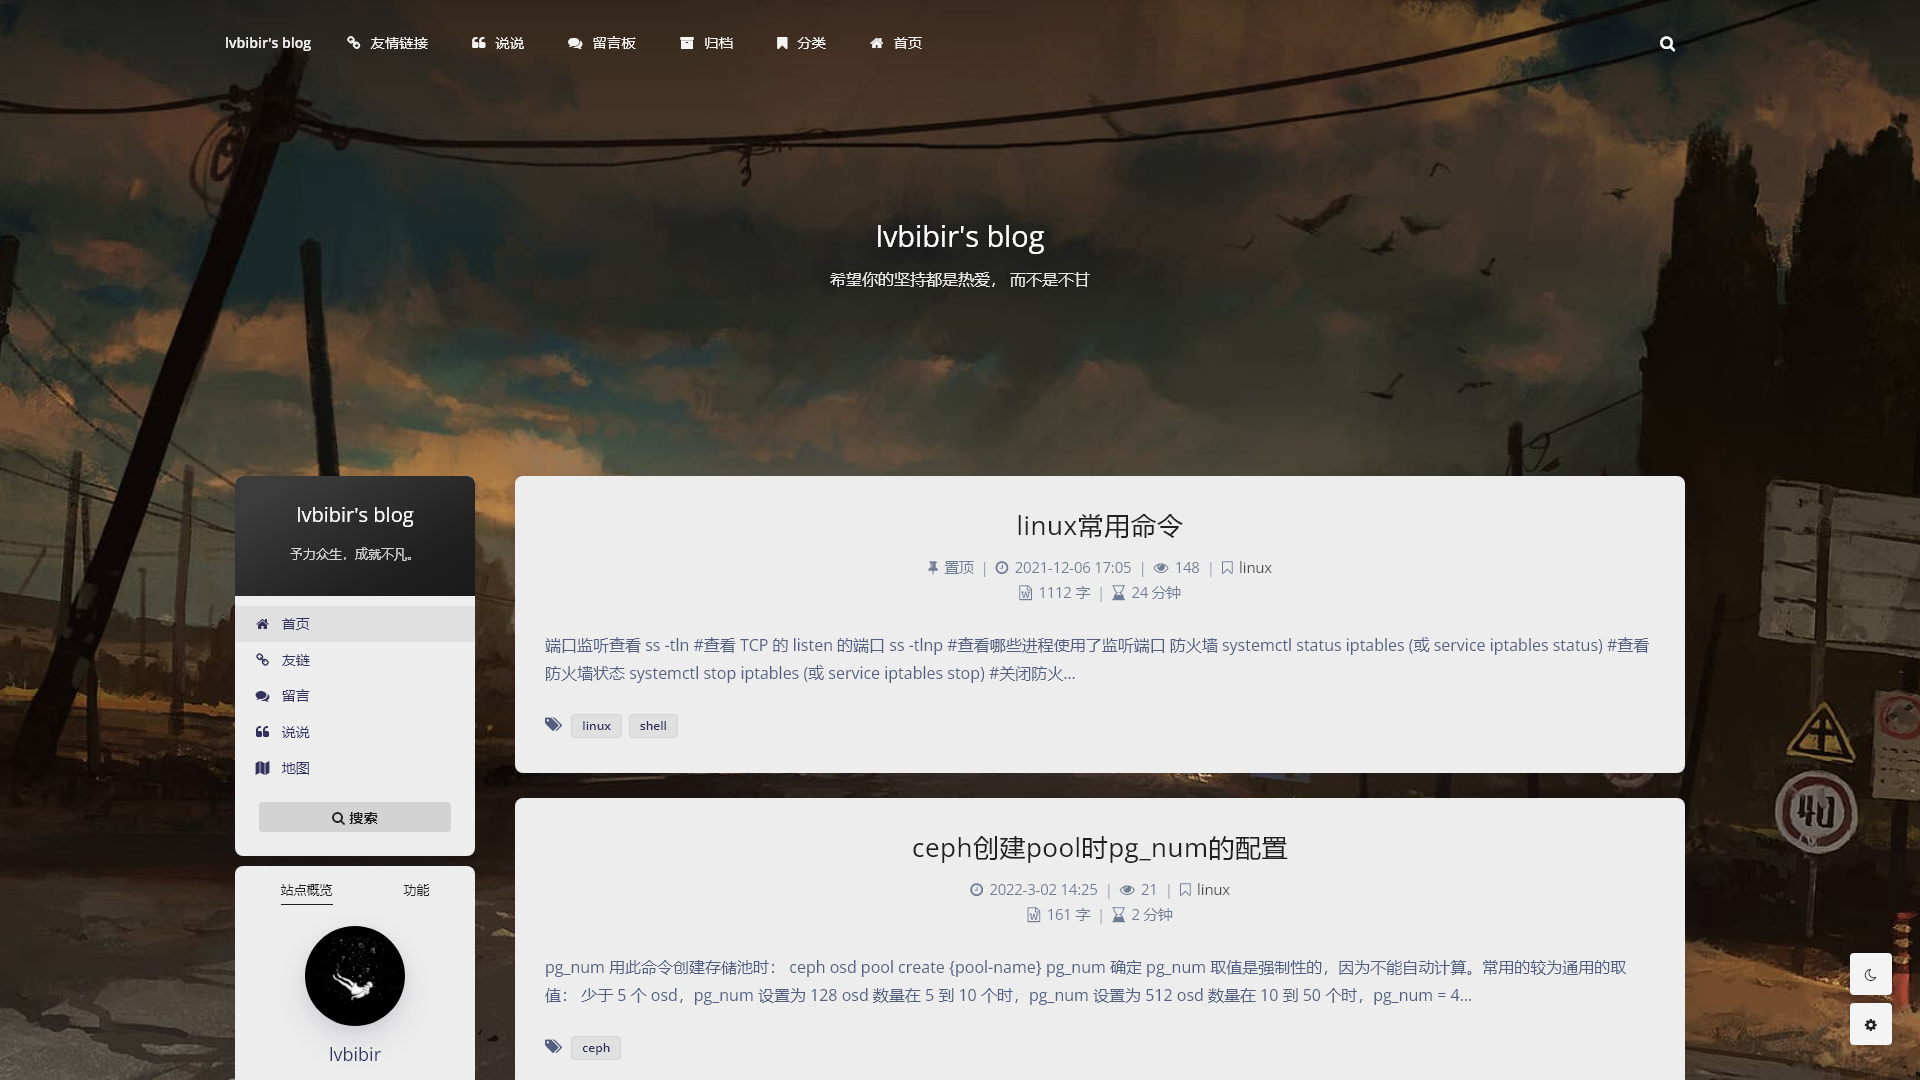 lvbibir's blog 友情链接 说说 留言板 归档 分类 首页
lvbibir's blog
希望你的坚持都是热爱， 而不是不甘
lvbibir's blog
予力众生，成就不凡。
首页
友链
留言
说说
地图
搜索
站点概览 功能
lvbibir
linux常用命令
置顶 | 2021-12-06 17:05 | 148 | linux
1112 字 | 24 分钟
端口监听查看 ss -tln #查看 TCP 的 listen 的端口 ss -tlnp #查看哪些进程使用了监听端口 防火墙 systemctl status iptables (或 service iptables status) #查看
防火墙状态 systemctl stop iptables (或 service iptables stop) #关闭防火...
linux shell
ceph创建pool时pg_num的配置
2022-3-02 14:25 | 21 | linux
161 字 | 2 分钟
pg_num 用此命令创建存储池时： ceph osd pool create {pool-name} pg_num 确定 pg_num 取值是强制性的，因为不能自动计算。常用的较为通用的取
值： 少于 5 个 osd，pg_num 设置为 128 osd 数量在 5 到 10 个时，pg_num 设置为 512 osd 数量在 10 到 50 个时，pg_num = 4...
ceph
40